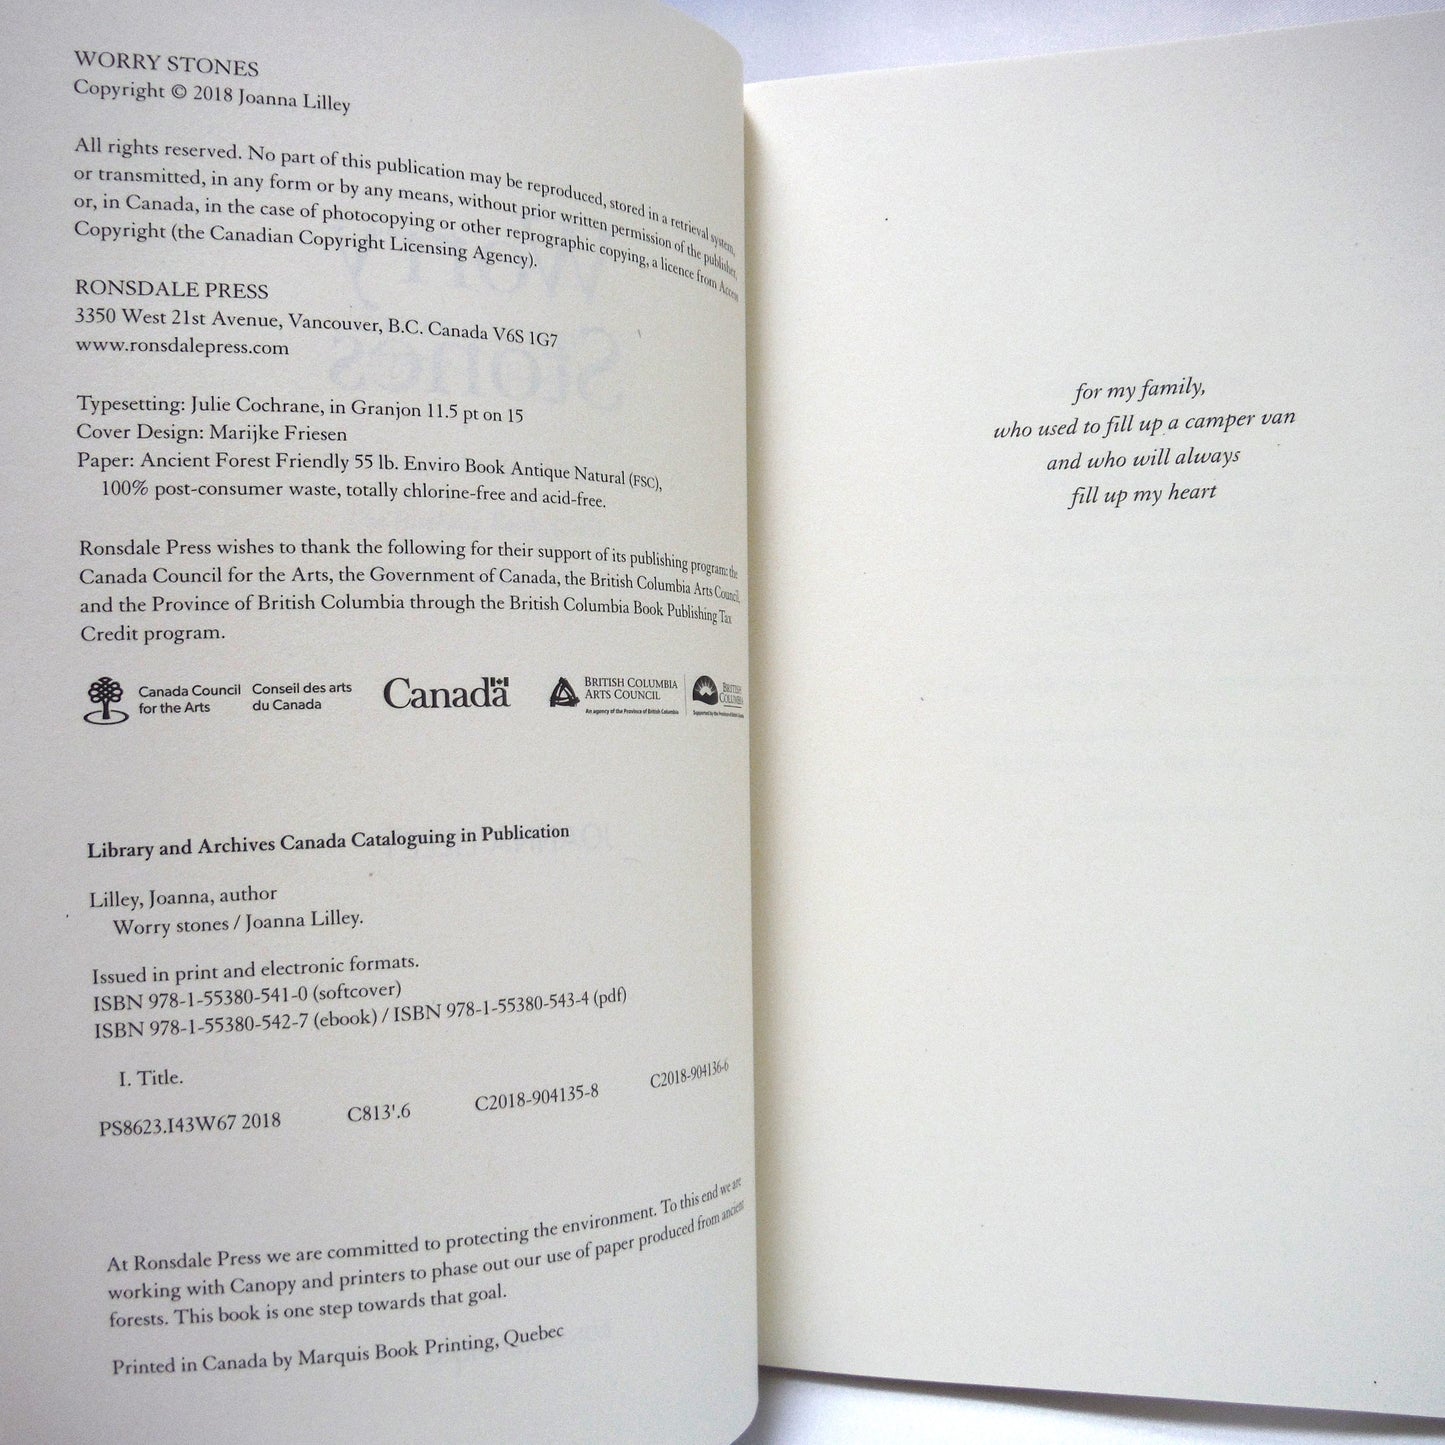 WORRY STONES
Copyright © 2018 Joanna Lilley
All rights reserved. No part of this publication may be reproduced, stored in a retrieval system,
or transmitted, in any form or by any means, without prior written permission of the publisher,
or, in Canada, in the case of photocopying or other reprographic copying, a licence from Access
Copyright (the Canadian Copyright Licensing Agency).
RONSDALE PRESS
3350 West 21st Avenue, Vancouver, B.C. Canada V6S 1G7
www.ronsdalepress.com
Typesetting: Julie Cochrane, in Granjon 11.5 pt on 15
Cover Design: Marijke Friesen
Paper: Ancient Forest Friendly 55 lb. Enviro Book Antique Natural (FSC),
100% post-consumer waste, totally chlorine-free and acid-free.
Ronsdale Press wishes to thank the following for their support of its publishing program: the
Canada Council for the Arts, the Government of Canada, the British Columbia Arts Council,
and the Province of British Columbia through the British Columbia Book Publishing Tax
Credit program.
Canada Council
for the Arts
Conseil des arts
du Canada
Canada
BRITISH COLUMBIA
ARTS COUNCIL
An agency of the Province of British Columbia
BRITISH
COLUMBIA
Supported by the Province of British Columbia
Library and Archives Canada Cataloguing in Publication
Lilley, Joanna, author
Worry stones / Joanna Lilley.
Issued in print and electronic formats.
ISBN 978-1-55380-541-0 (softcover)
ISBN 978-1-55380-542-7 (ebook) / ISBN 978-1-55380-543-4 (pdf)
I. Title.
PS8623.I43W67 2018 C813'.6 C2018-904135-8 C2018-904136-6
At Ronsdale Press we are committed to protecting the environment. To this end we are
working with Canopy and printers to phase out our use of paper produced from ancient
forests. This book is one step towards that goal.
Printed in Canada by Marquis Book Printing, Quebec
for my family,
who used to fill up a camper van
and who will always
fill up my heart